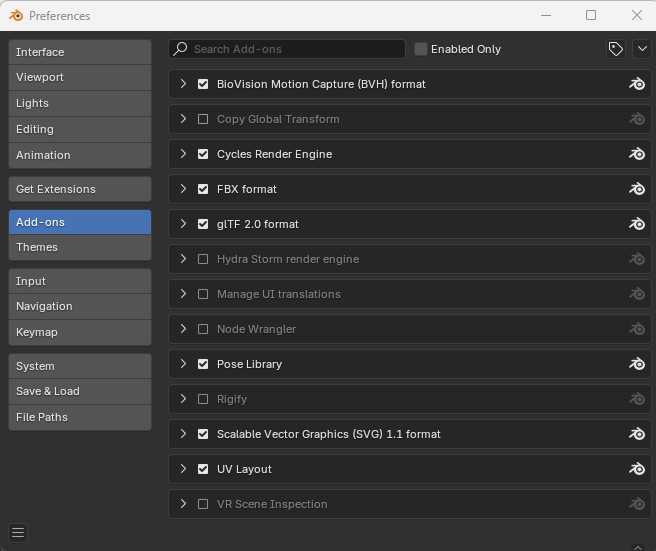 Preferences
Interface
Viewport
Lights
Editing
Animation
Get Extensions
Add-ons
Themes
Input
Navigation
Keymap
System
Save & Load
File Paths
Search Add-ons
Enabled Only
BioVision Motion Capture (BVH) format
Copy Global Transform
Cycles Render Engine
FBX format
glTF 2.0 format
Hydra Storm render engine
Manage UI translations
Node Wrangler
Pose Library
Rigify
Scalable Vector Graphics (SVG) 1.1 format
UV Layout
VR Scene Inspection